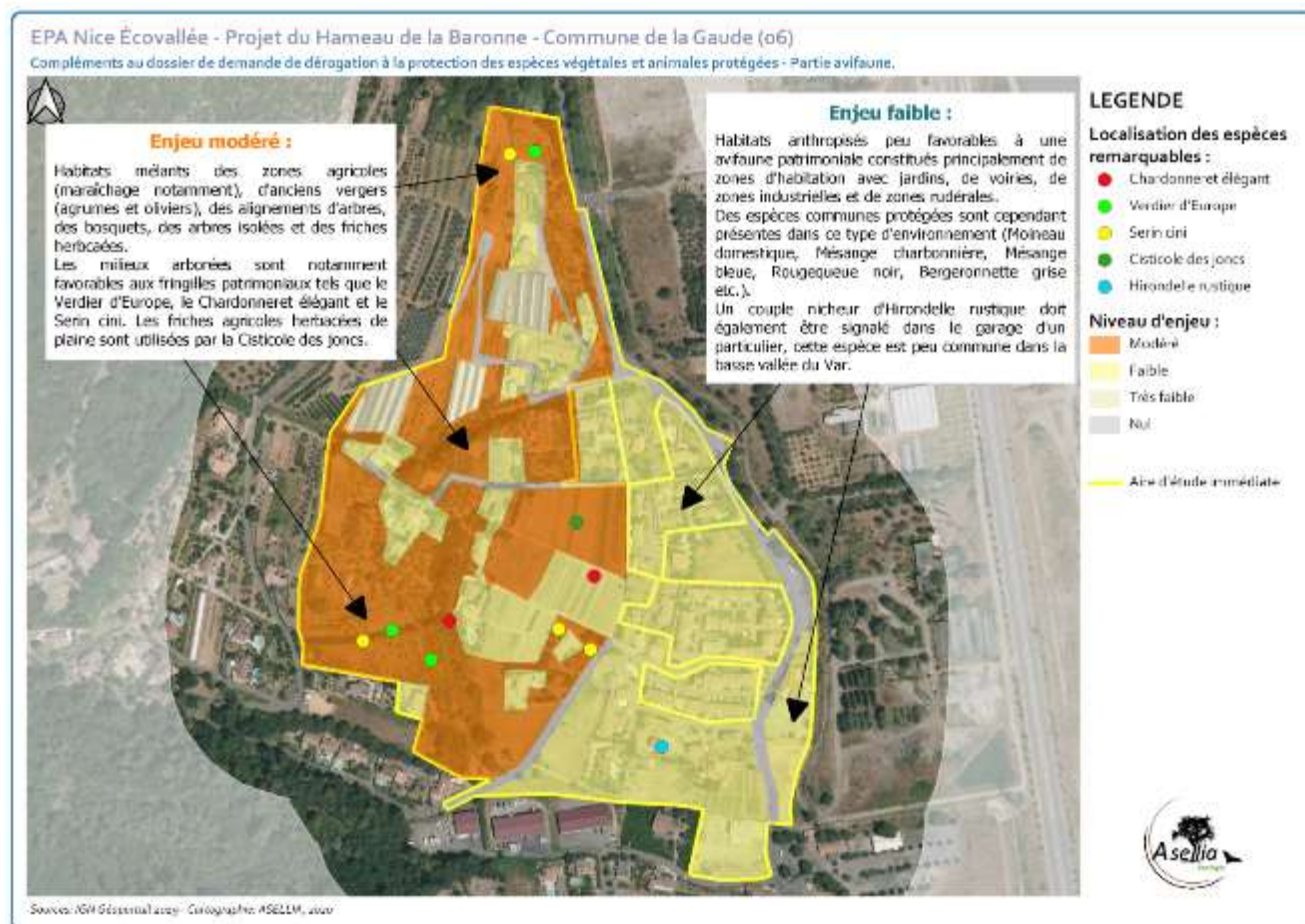 EPA Nice Écovallée - Projet du Hameau de la Baronne - Commune de la Gaude (06)
Compléments au dossier de demande de dérogation à la protection des espèces végétales et animales protégées - Partie avifaune.
Enjeu modéré :
Habitats mêlants des zones agricoles
(maraîchage notamment), d'anciens vergers
(agrumes et oliviers), des alignements d'arbres,
des bosquets, des arbres isolées et des friches
herbcaées.
Les milieux arborées sont notamment
favorables aux fringilles patrimoniaux tels que le
Verdier d'Europe, le Chardonneret élégant et le
Serin cini. Les friches agricoles herbacées de
plaine sont utilisées par la Cisticole des joncs.
Enjeu faible :
Habitats anthropisés peu favorables à une
avifaune patrimoniale constitués principalement de
zones d'habitation avec jardins, de voiries, de
zones industrielles et de zones rudérales.
Des espèces communes protégées sont cependant
présentes dans ce type d'environnement (Moineau
domestique, Mésange charbonnière, Mésange
bleue, Rougequeue noir, Bergeronnette grise
etc.).
Un couple nicheur d'Hirondelle rustique doit
également être signalé dans le garage d'un
particulier, cette espèce est peu commune dans la
basse vallée du Var.
LEGENDE
Localisation des espèces
remarquables :
Chardonneret élégant
Verdier d'Europe
Serin cini
Cisticole des joncs
Hirondelle rustique
Niveau d'enjeu :
Modéré
Faible
Très faible
Nul
Aire d'étude immédiate
Asellia
Sources: IGN Géoportail 2019 - Cartographie: ASELLIA, 2020